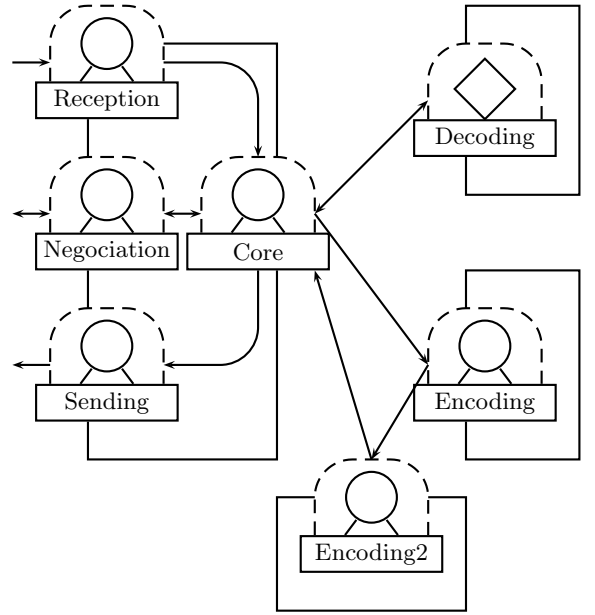 Reception
Decoding
Negociation
Core
Sending
Encoding
Encoding2